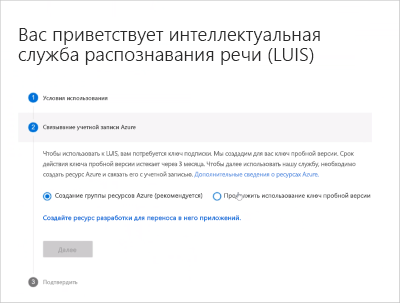 Вас приветствует интеллектуальная
служба распознавания речи (LUIS)
1 Условия использования
2 Связывание учетной записи Azure
Чтобы использовать к LUIS, вам потребуется ключ подписки. Мы создадим для вас ключ пробной версии. Срок
действия ключа пробной версии истекает через 3 месяца. Чтобы далее использовать нашу службу, необходимо
создать ресурс Azure и связать его с учетной записью. Дополнительные сведения о ресурсах Azure.
Создание группы ресурсов Azure (рекомендуется) Продолжить использование ключ пробной версии
Создайте ресурс разработки для переноса в него приложений.
Далее
3 Подтвердить